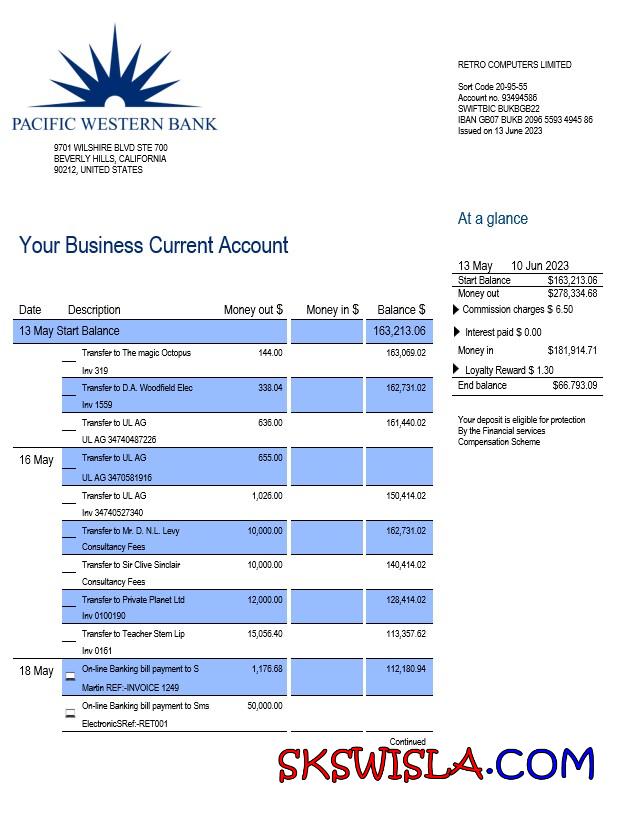 PACIFIC WESTERN BANK
9701 WILSHIRE BLVD STE 700
BEVERLY HILLS, CALIFORNIA
90212, UNITED STATES
RETRO COMPUTERS LIMITED
Sort Code 20-95-55
Account no. 93494586
SWIFTBIC BUKBGB22
IBAN GB07 BUKB 2096 5593 4945 86
Issued on 13 June 2023
At a glance
13 May 10 Jun 2023
Start Balance $163,213.06
Money out $278,334.68
Commission charges $ 6.50
Interest paid $ 0.00
Money in $181,914.71
Loyalty Reward $ 1.30
End balance $66.793.09
Your deposit is eligible for protection
By the Financial services
Compensation Scheme
Your Business Current Account
Date Description Money out $ Money in $ Balance $
13 May Start Balance 163,213.06
Transfer to The magic Octopus 144.00 163,069.02
Inv 319
Transfer to D.A. Woodfield Elec 338.04 162,731.02
Inv 1559
Transfer to UL AG 636.00 161,440.02
UL AG 34740487226
16 May Transfer to UL AG 655.00
UL AG 3470581916
Transfer to UL AG 1,026.00 150,414.02
Inv 34740527340
Transfer to Mr. D. N.L. Levy 10,000.00 162,731.02
Consultancy Fees
Transfer to Sir Clive Sinclair 10,000.00 140,414.02
Consultancy Fees
Transfer to Private Planet Ltd 12,000.00 128,414.02
Inv 0100190
Transfer to Teacher Stem Lip 15,056.40 113,357.62
Inv 0161
18 May On-line Banking bill payment to S 1,176.68 112,180.94
Martin REF:-INVOICE 1249
On-line Banking bill payment to Sms 50,000.00
ElectronicSRef:-RET001
Continued
SKSWISLA.COM